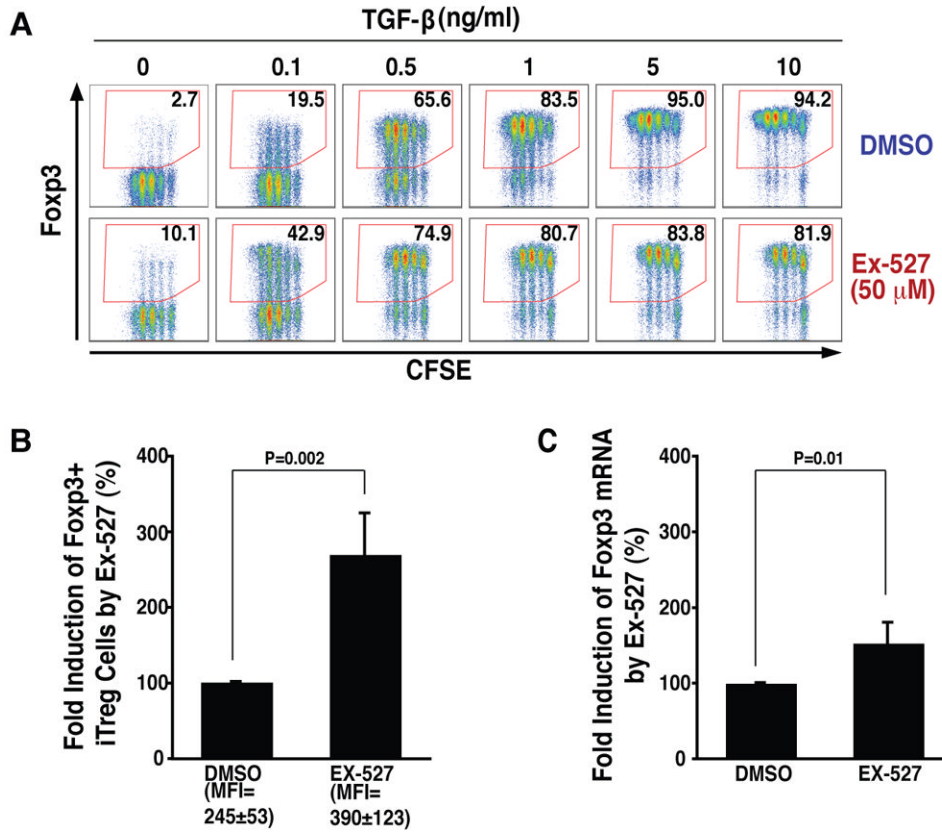 A
TGF-β(ng/ml)
0 0.1 0.5 1 5 10
2.7 19.5 65.6 83.5 95.0 94.2
DMSO
Foxp3
10.1 42.9 74.9 80.7 83.8 81.9
Ex-527
(50 μM)
CFSE
B
Fold Induction of Foxp3+
iTreg Cells by Ex-527 (%)
400
300
200
100
0
P=0.002
DMSO
(MFI=
245±53)
EX-527
(MFI=
390±123)
C
Fold Induction of Foxp3 mRNA
by Ex-527 (%)
400
300
200
100
0
P=0.01
DMSO
EX-527